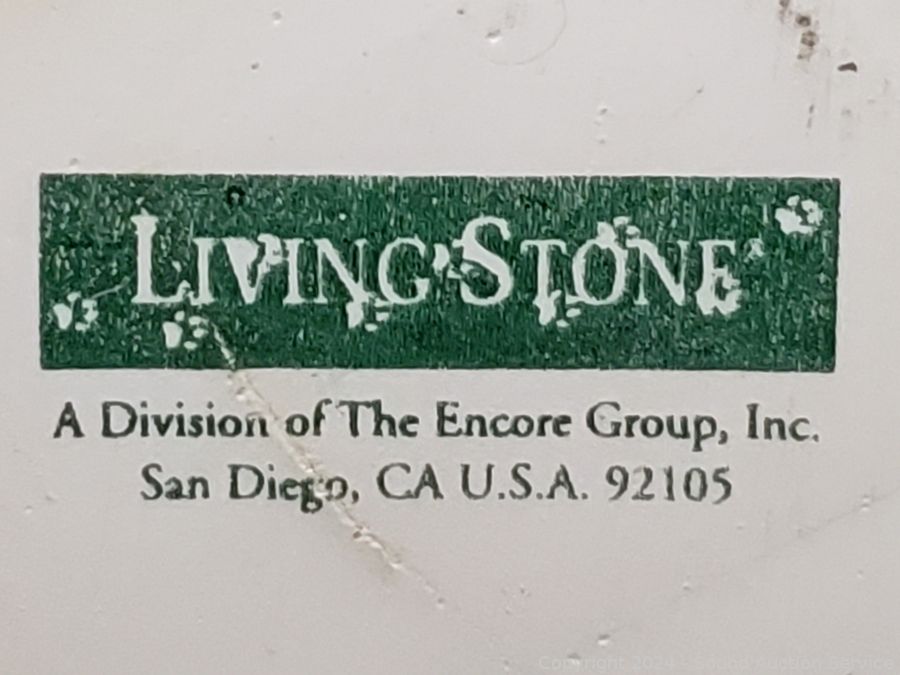 LIVING STONE
A Division of The Encore Group, Inc.
San Diego, CA U.S.A. 92105
Copyright 2024 - Sound Auction Service